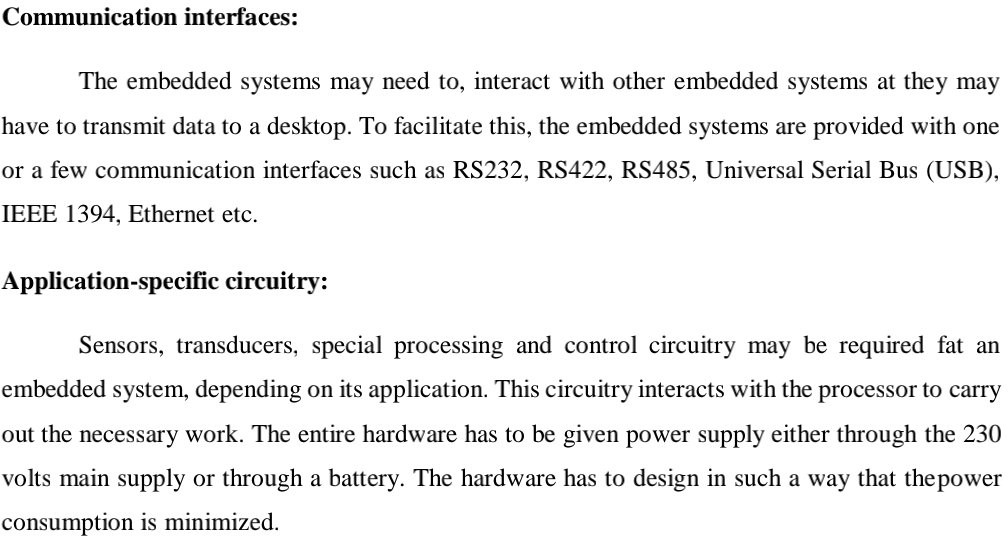 Communication interfaces:
The embedded systems may need to, interact with other embedded systems at they may
have to transmit data to a desktop. To facilitate this, the embedded systems are provided with one
or a few communication interfaces such as RS232, RS422, RS485, Universal Serial Bus (USB),
IEEE 1394, Ethernet etc.
Application-specific circuitry:
Sensors, transducers, special processing and control circuitry may be required fat an
embedded system, depending on its application. This circuitry interacts with the processor to carry
out the necessary work. The entire hardware has to be given power supply either through the 230
volts main supply or through a battery. The hardware has to design in such a way that thepower
consumption is minimized.